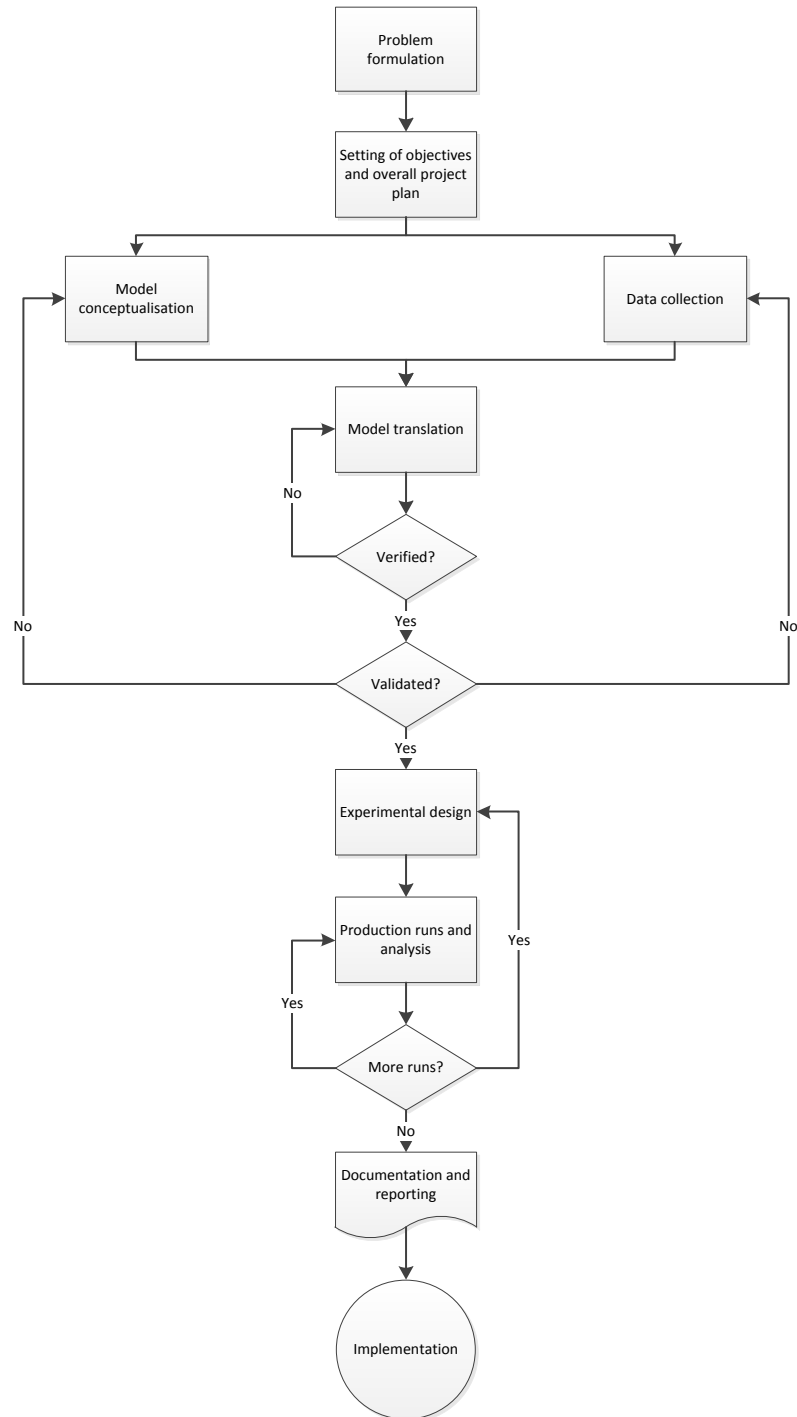 Problem
formulation
Setting of objectives
and overall project
plan
Model
conceptualisation
Data collection
Model translation
No
Verified?
Yes
No
No
Validated?
Yes
Experimental design
Production runs and
analysis
Yes
Yes
More runs?
No
Documentation and
reporting
Implementation